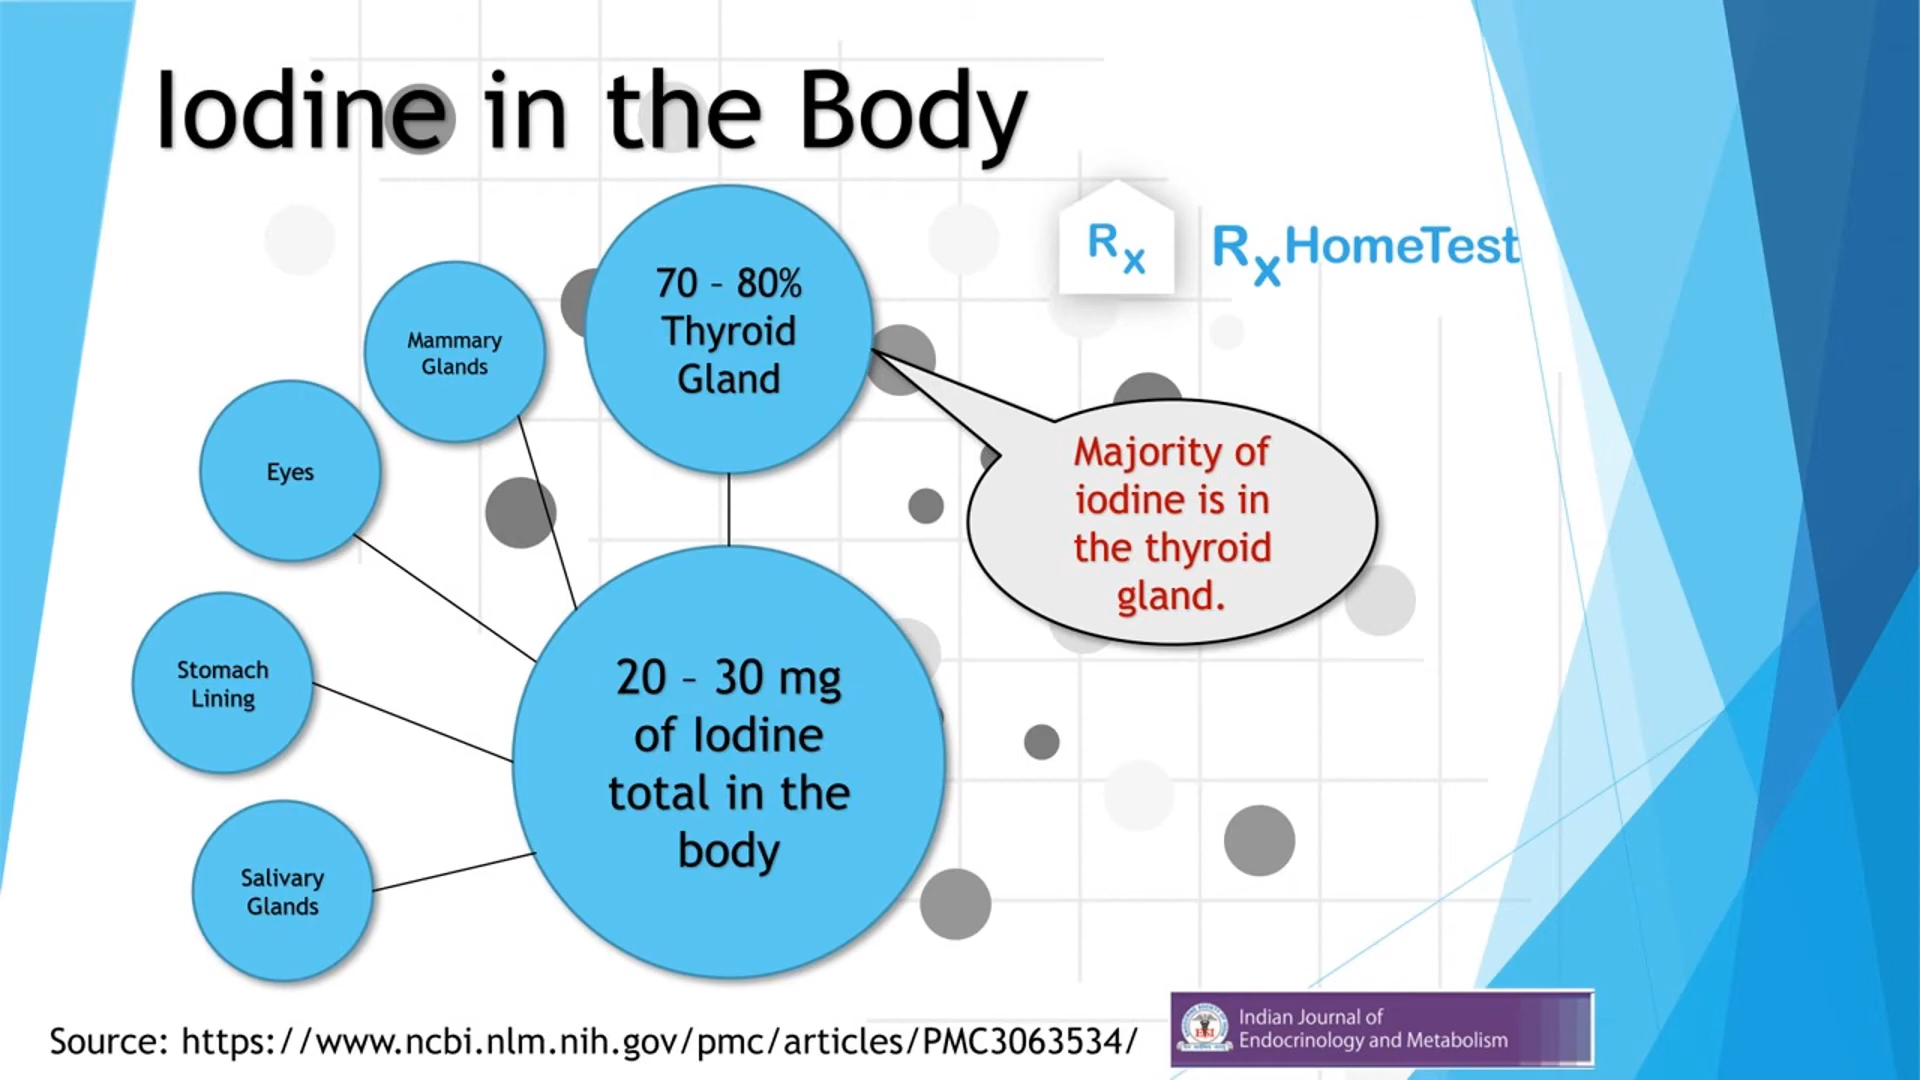 Iodine in the Body
70 – 80%
Thyroid
Gland
Mammary
Glands
Eyes
Stomach
Lining
Salivary
Glands
20 – 30 mg
of Iodine
total in the
body
Rx
RxHomeTest
Majority of
iodine is in
the thyroid
gland.
Source: https://www.ncbi.nlm.nih.gov/pmc/articles/PMC3063534/
Indian Journal of
Endocrinology and Metabolism